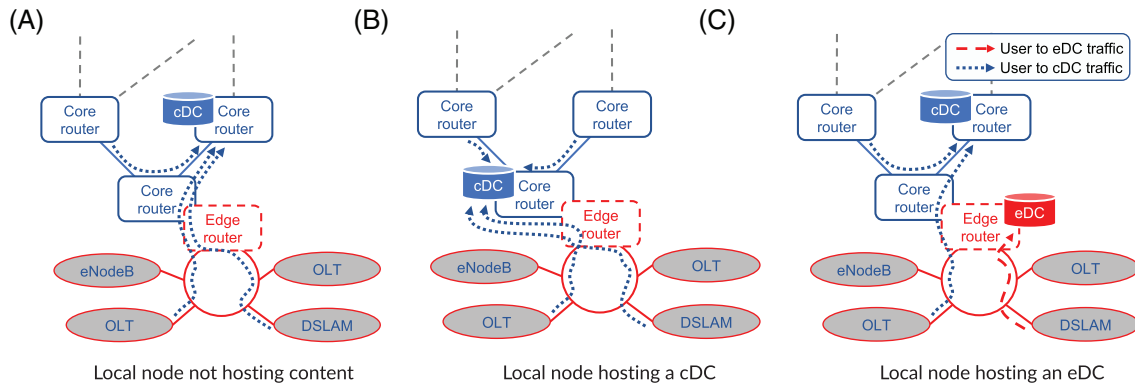 (A)
cDC
Core
router
Core
router
Core
router
Edge
router
eNodeB
OLT
OLT
DSLAM
Local node not hosting content
(B)
Core
router
Core
router
cDC
Core
router
Edge
router
eNodeB
OLT
OLT
DSLAM
Local node hosting a cDC
(C)
User to eDC traffic
User to cDC traffic
Core
router
cDC
Core
router
Core
router
Edge
router
eDC
eNodeB
OLT
OLT
DSLAM
Local node hosting an eDC